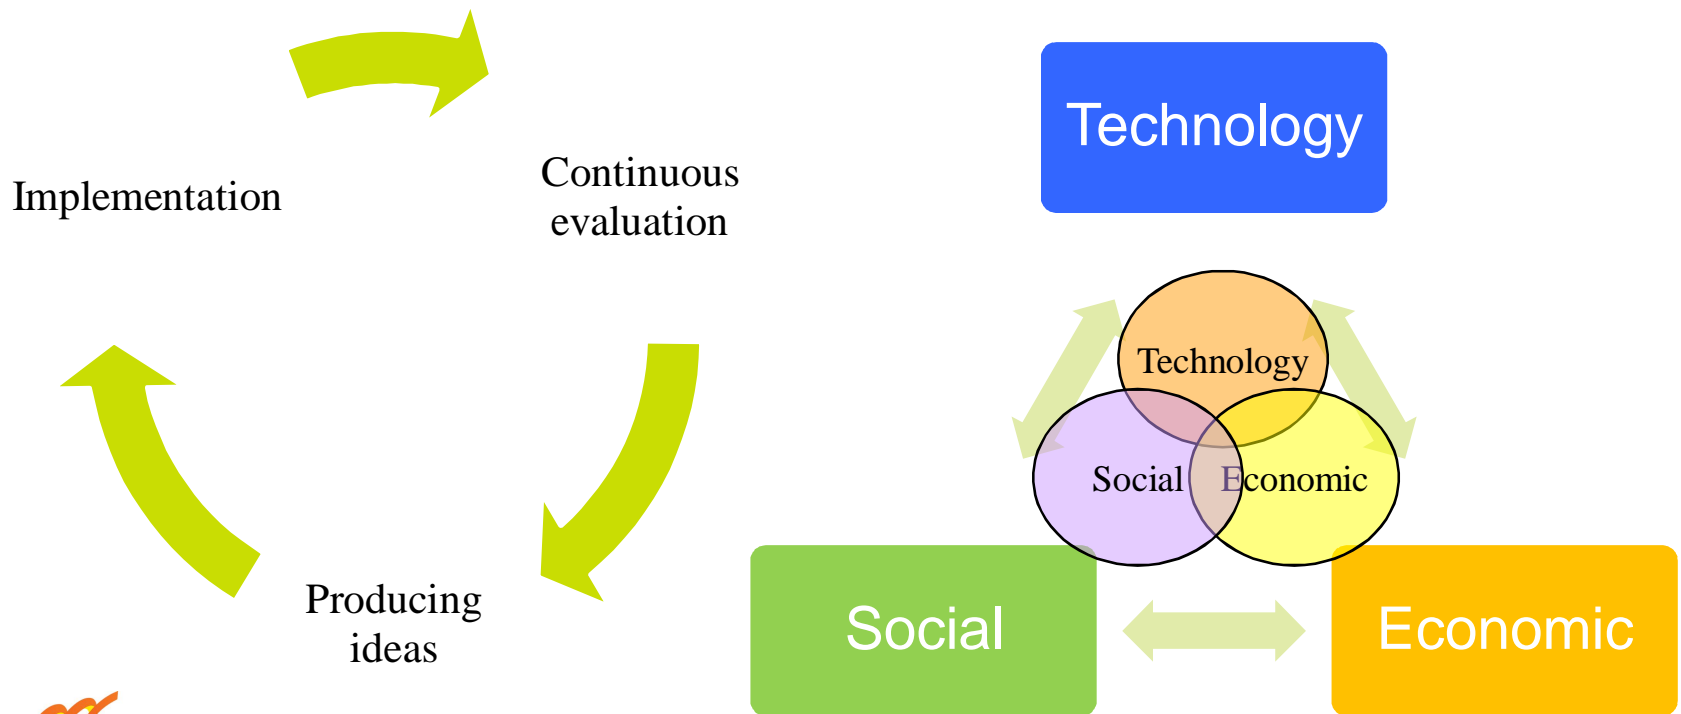 Implementation
Continuous
evaluation
Producing
ideas
Technology
Technology
Social
Economic
Social
Economic